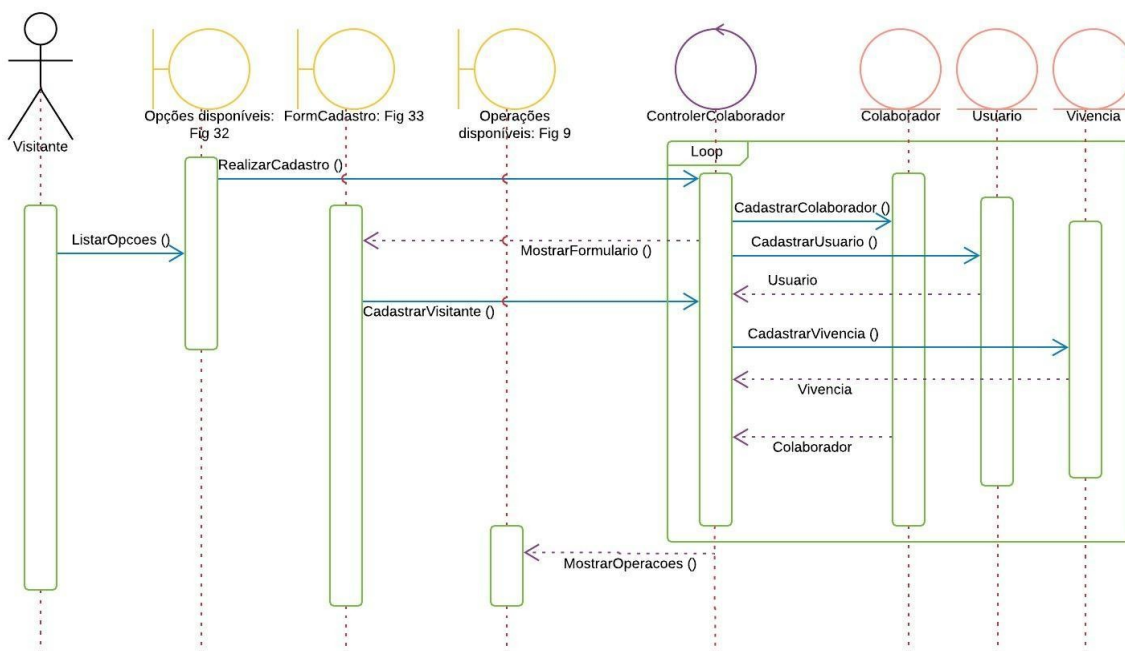 Visitante
Opções disponíveis:
Fig 32
FormCadastro: Fig 33
Operações
disponíveis: Fig 9
ControlerColaborador
Colaborador
Usuario
Vivencia
Loop
RealizarCadastro ()
CadastrarColaborador ()
ListarOpcoes ()
MostrarFormulario ()
CadastrarUsuario ()
Usuario
CadastrarVisitante ()
CadastrarVivencia ()
Vivencia
Colaborador
MostrarOperacoes ()